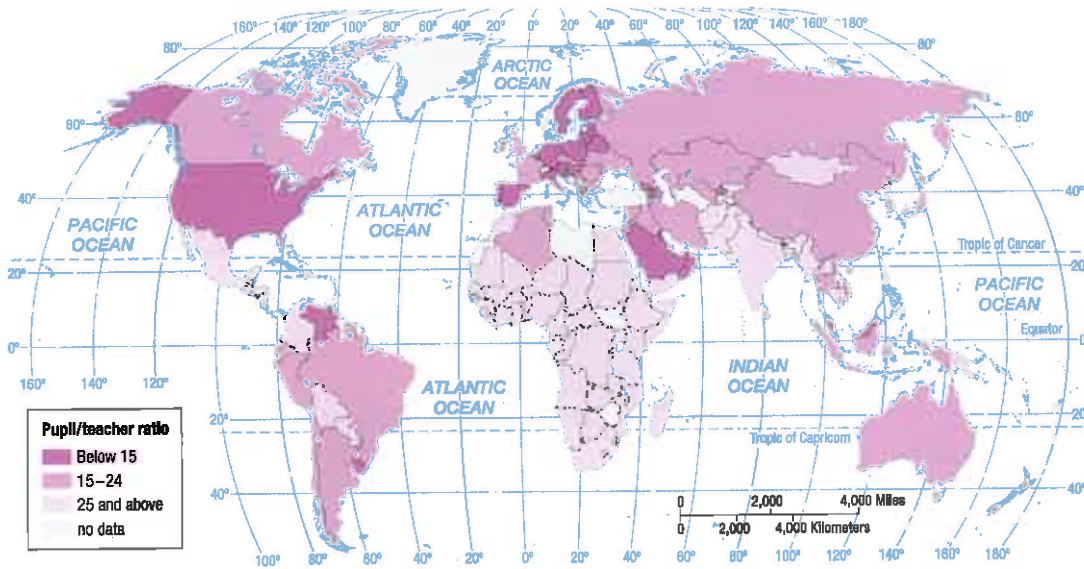 160° 140° 120° 100° 80° 60° 40° 20° 0° 20° 40° 60° 80° 100° 120° 140° 160° 180°
80°
80°
ARCTIC
OCEAN
60°
60°
40°
40°
PACIFIC
OCEAN
ATLANTIC
OCEAN
Tropic of Cancer
20°
20°
PACIFIC
OCEAN
Equator
0°
0°
160° 140° 120°
160°
INDIAN
OCEAN
ATLANTIC
OCEAN
20°
20°
Tropic of Capricorn
40°
40°
Pupil/teacher ratio
Below 15
15–24
25 and above
no data
0 2,000 4,000 Miles
0 2,000 4,000 Kilometers
100° 80° 60° 40° 20° 0° 20° 40° 60° 80° 100° 120° 140° 160° 180°